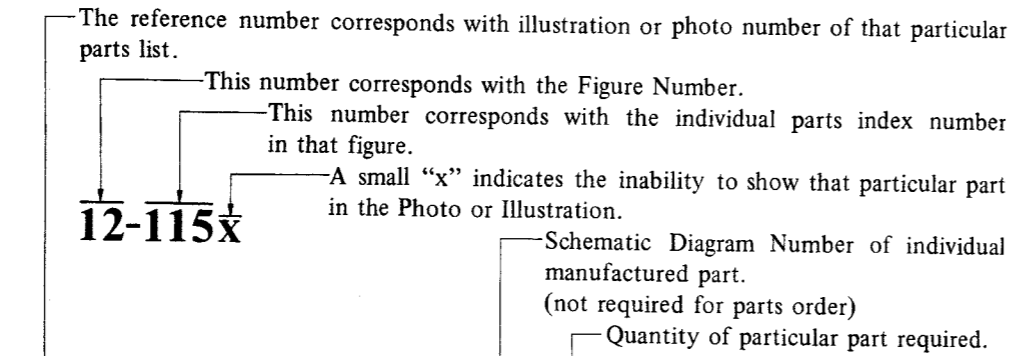 The reference number corresponds with illustration or photo number of that particular
parts list.
This number corresponds with the Figure Number.
This number corresponds with the individual parts index number
in that figure.
A small “x” indicates the inability to show that particular part
in the Photo or Illustration.
12-115x
Schematic Diagram Number of individual
manufactured part.
(not required for parts order)
Quantity of particular part required.